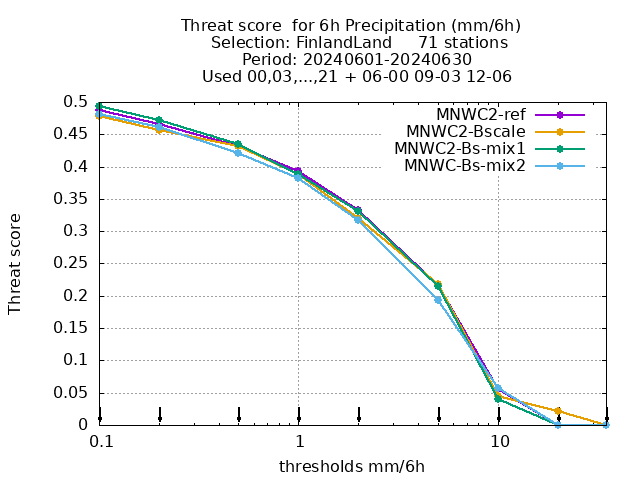 Threat score  for 6h Precipitation (mm/6h)
Selection: FinlandLand     71 stations
Period: 20240601-20240630
Used 00,03,...,21 + 06-00 09-03 12-06
MNWC2-ref
MNWC2-Bscale
MNWC2-Bs-mix1
MNWC-Bs-mix2
Threat score
0.5
0.45
0.4
0.35
0.3
0.25
0.2
0.15
0.1
0.05
0
0.1 1 10
thresholds mm/6h